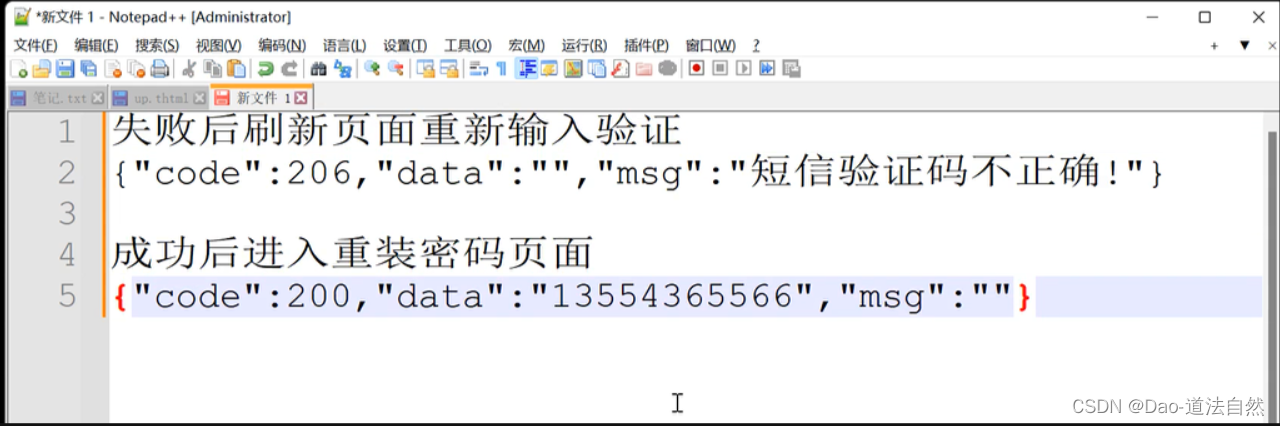 *新文件 1 - Notepad++ [Administrator]
文件(F) 编辑(E) 搜索(S) 视图(V) 编码(N) 语言(L) 设置(T) 工具(O) 宏(M) 运行(R) 插件(P) 窗口(W) ?
笔记.txt up.thtml 新文件 1
1 失败后刷新页面重新输入验证
2 {"code":206,"data":"","msg":"短信验证码不正确!"}
3
4 成功后进入重装密码页面
5 {"code":200,"data":"13554365566","msg":""}
CSDN @Dao-道法自然